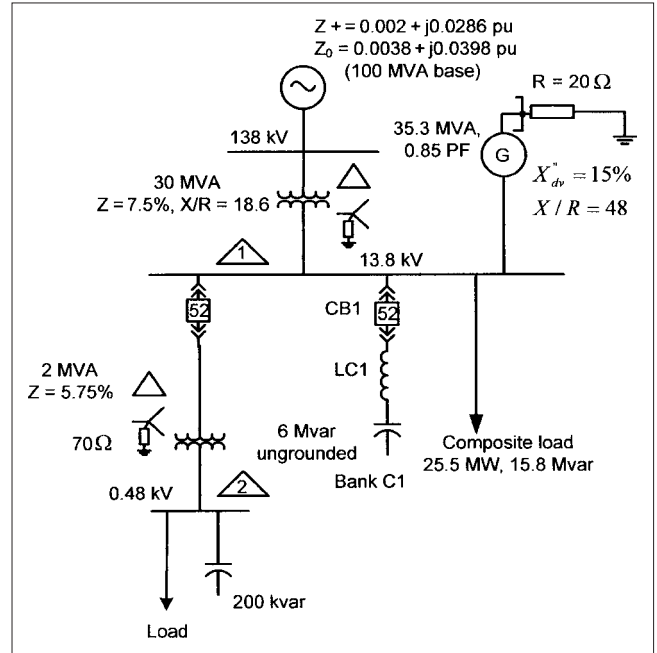 Z + = 0.002 + j0.0286 pu
Z₀ = 0.0038 + j0.0398 pu
(100 MVA base)
R = 20 Ω
138 kV
35.3 MVA,
0.85 PF
G
X"dv = 15%
X / R = 48
30 MVA
Z = 7.5%, X/R = 18.6
1
13.8 kV
52
CB1
52
LC1
2 MVA
Z = 5.75%
70Ω
6 Mvar
ungrounded
Bank C1
Composite load
25.5 MW, 15.8 Mvar
0.48 kV
2
200 kvar
Load